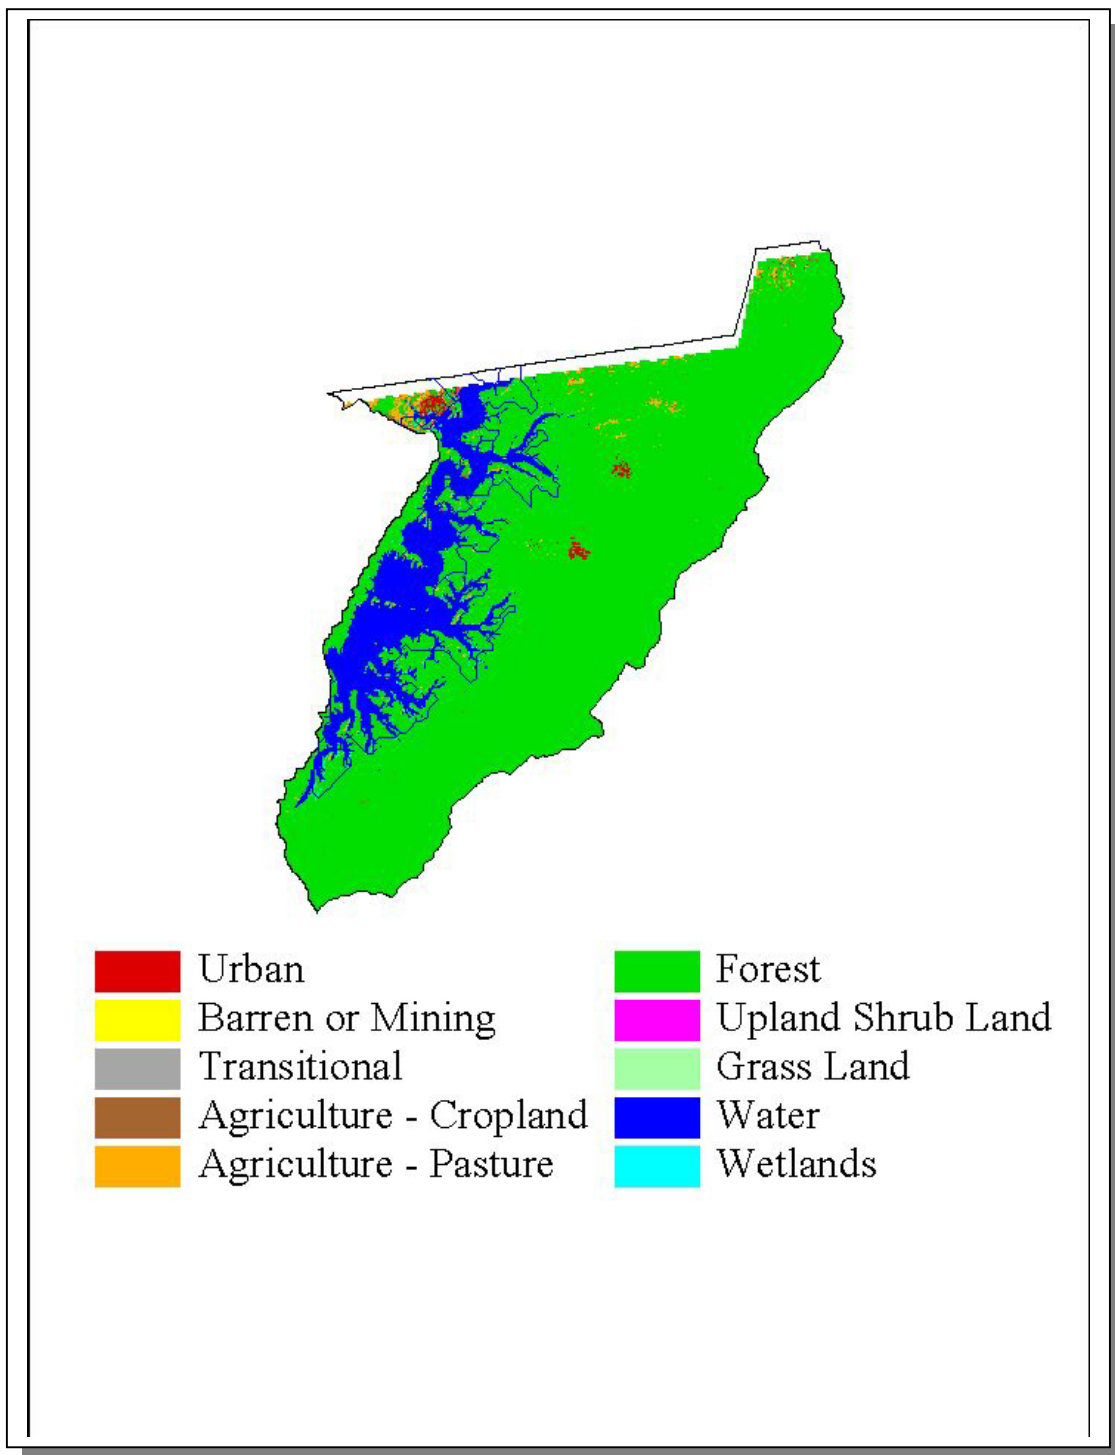 Urban
Barren or Mining
Transitional
Agriculture - Cropland
Agriculture - Pasture
Forest
Upland Shrub Land
Grass Land
Water
Wetlands